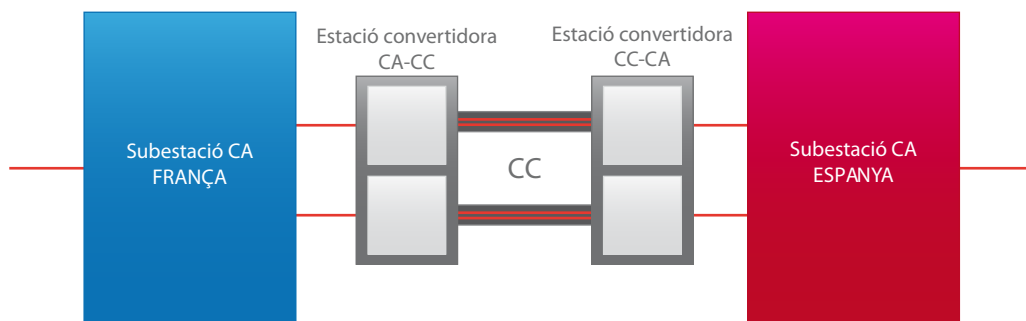 Estació convertidora
CA-CC
Estació convertidora
CC-CA
Subestació CA
FRANÇA
CC
Subestació CA
ESPANYA